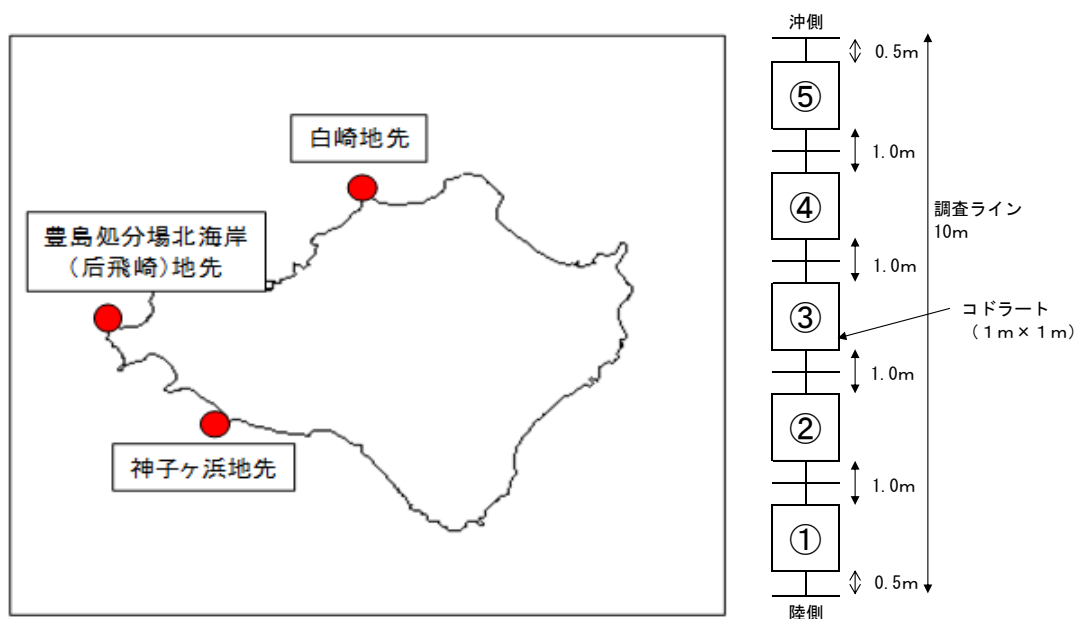 白崎地先
豊島処分場北海岸
（后飛崎）地先
神子ヶ浜地先
沖側
0.5m
⑤
1.0m
④
調査ライン
10m
1.0m
③
コドラート
（1m×1m）
1.0m
②
1.0m
①
0.5m
陸側